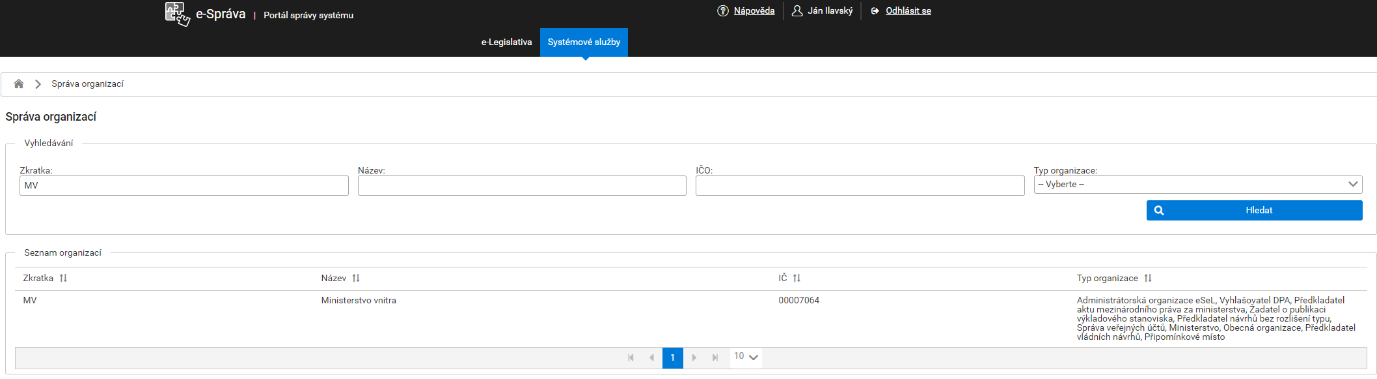 e-Správa | Portál správy systému
Nápověda
Ján Ilavský
Odhlásit se
e-Legislativa
Systémové služby
Správa organizací
Správa organizací
Vyhledávání
Zkratka:
Název:
IČO:
Typ organizace:
MV
-- Vyberte --
Hledat
Seznam organizací
Zkratka
Název
IČ
Typ organizace
MV
Ministerstvo vnitra
00007064
Administrátorská organizace eSeL, Vyhlašovatel DPA, Předkladatel
aktu mezinárodního práva za ministerstva, Žadatel o publikaci
výkladového stanoviska, Předkladatel návrhů bez rozlišení typu,
Správa veřejných účtů, Ministerstvo, Obecná organizace, Předkladatel
vládních návrhů, Připomínkové místo
1
10